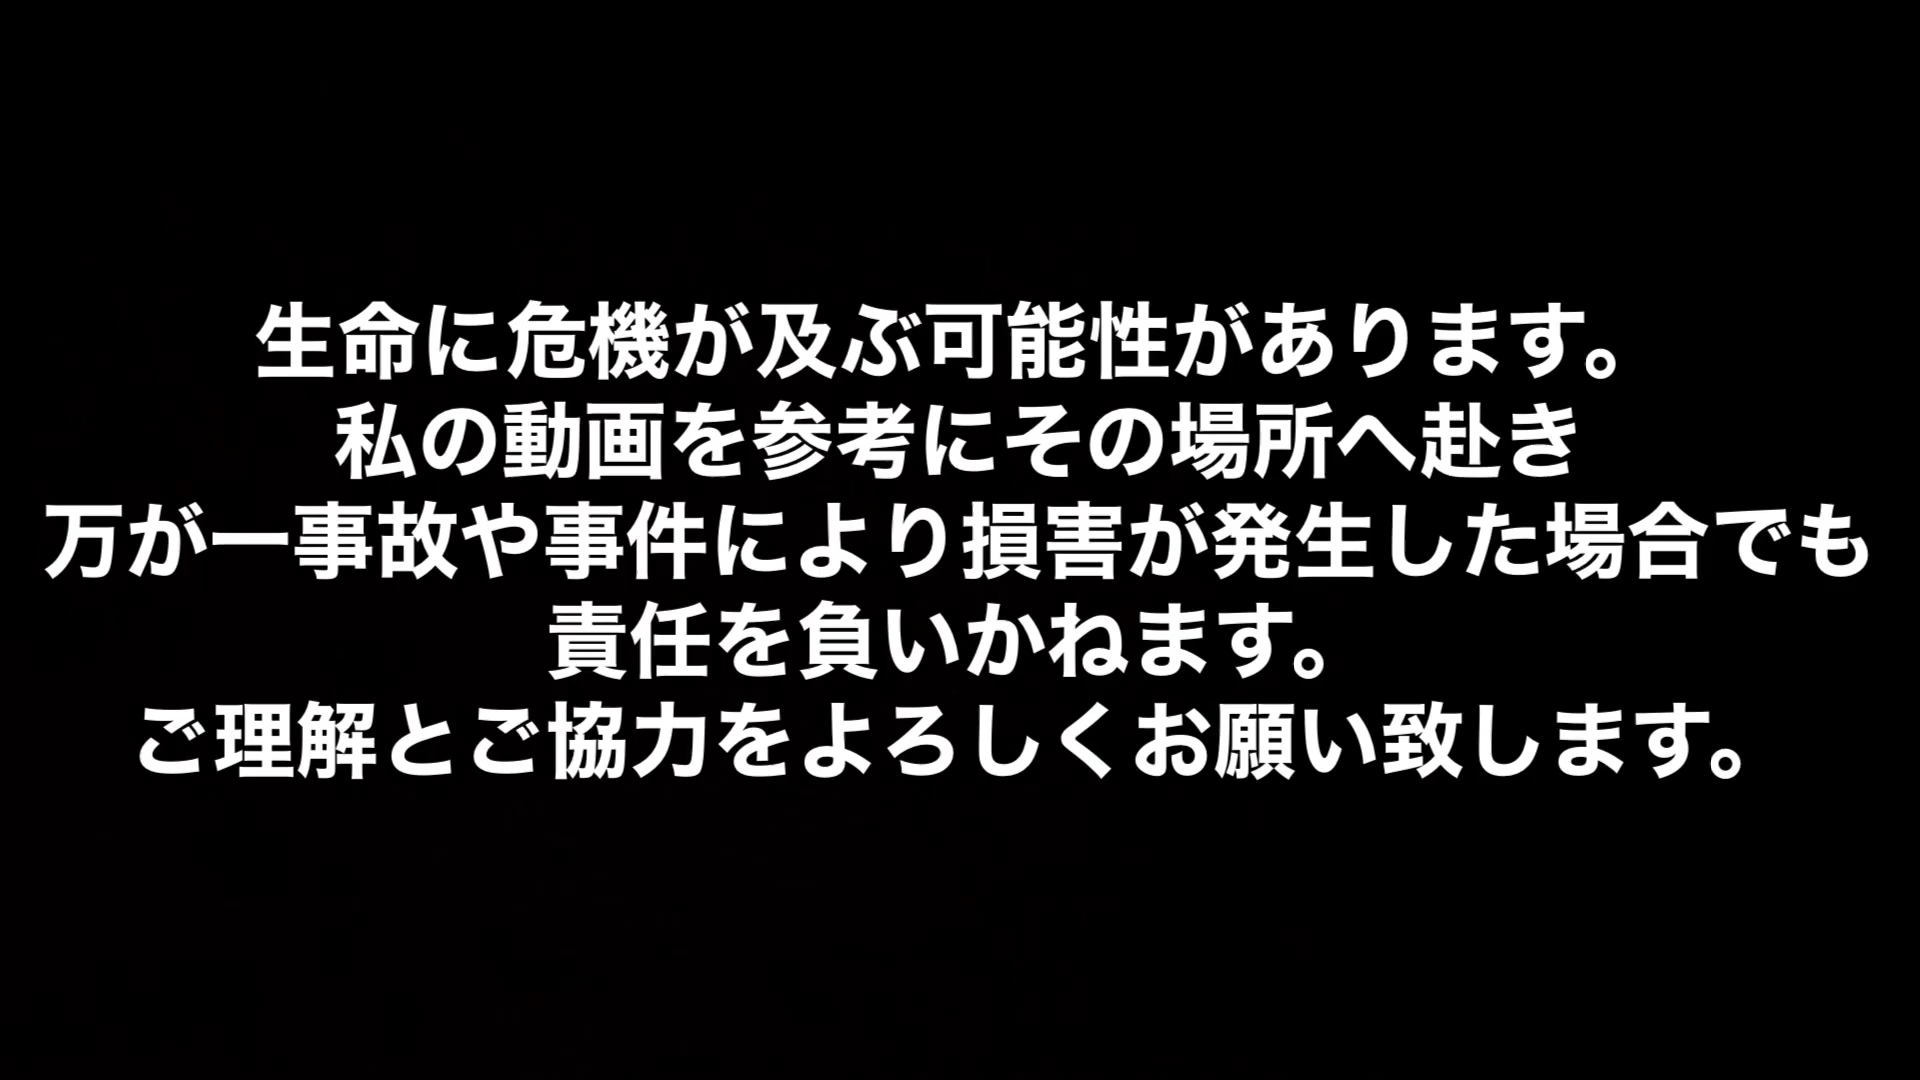 生命に危機が及ぶ可能性があります。
私の動画を参考にその場所へ赴き
万が一事故や事件により損害が発生した場合でも
責任を負いかねます。
ご理解とご協力をよろしくお願い致します。